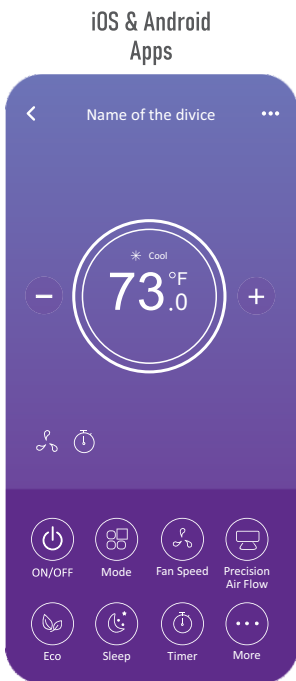 iOS & Android
Apps
Name of the divice
Cool
73.0 °F
ON/OFF
Mode
Fan Speed
Precision
Air Flow
Eco
Sleep
Timer
More